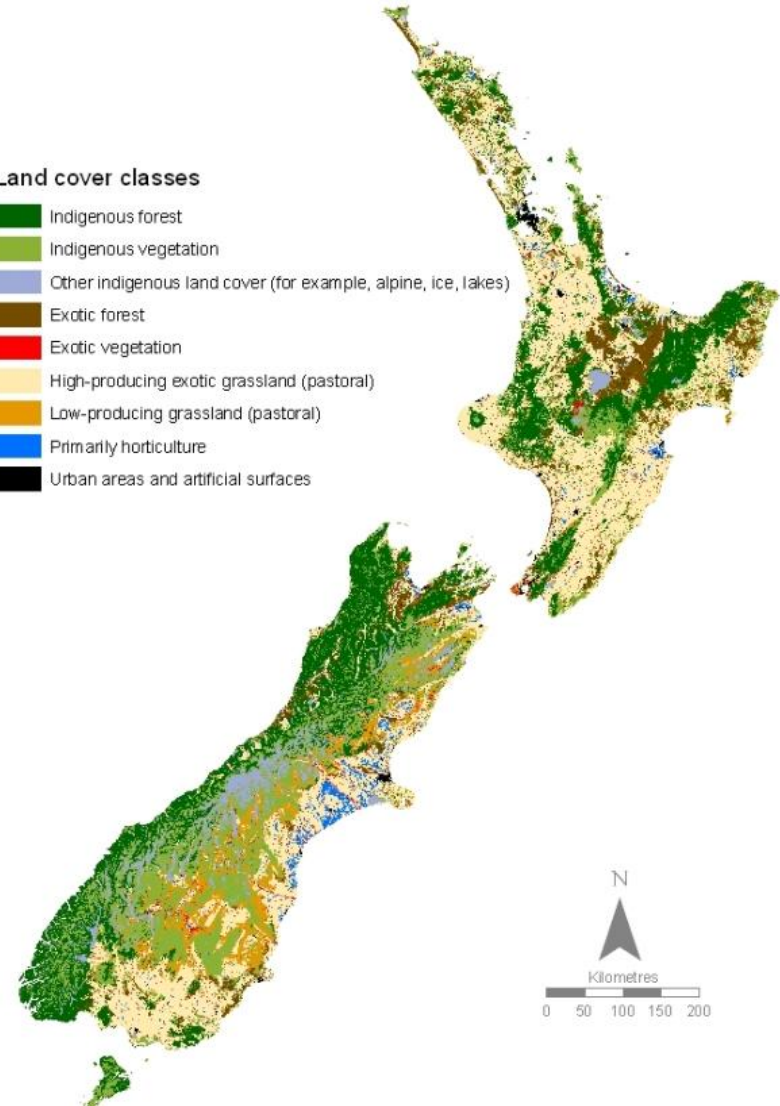 Land cover classes
Indigenous forest
Indigenous vegetation
Other indigenous land cover (for example, alpine, ice, lakes)
Exotic forest
Exotic vegetation
High-producing exotic grassland (pastoral)
Low-producing grassland (pastoral)
Primarily horticulture
Urban areas and artificial surfaces
N
Kilometres
0 50 100 150 200